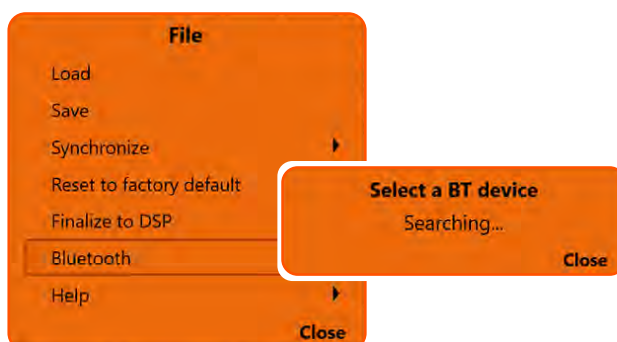 File
Load
Save
Synchronize
Reset to factory default
Finalize to DSP
Bluetooth
Help
Close
Select a BT device
Searching...
Close